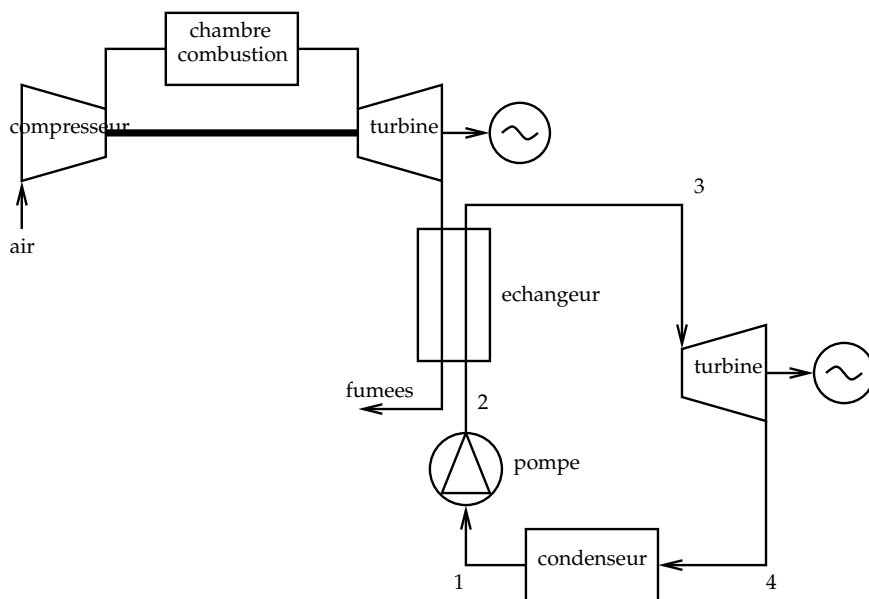 chambre
combustion
compresseur
turbine
air
3
echangeur
turbine
fumees
2
pompe
condenseur
1
4